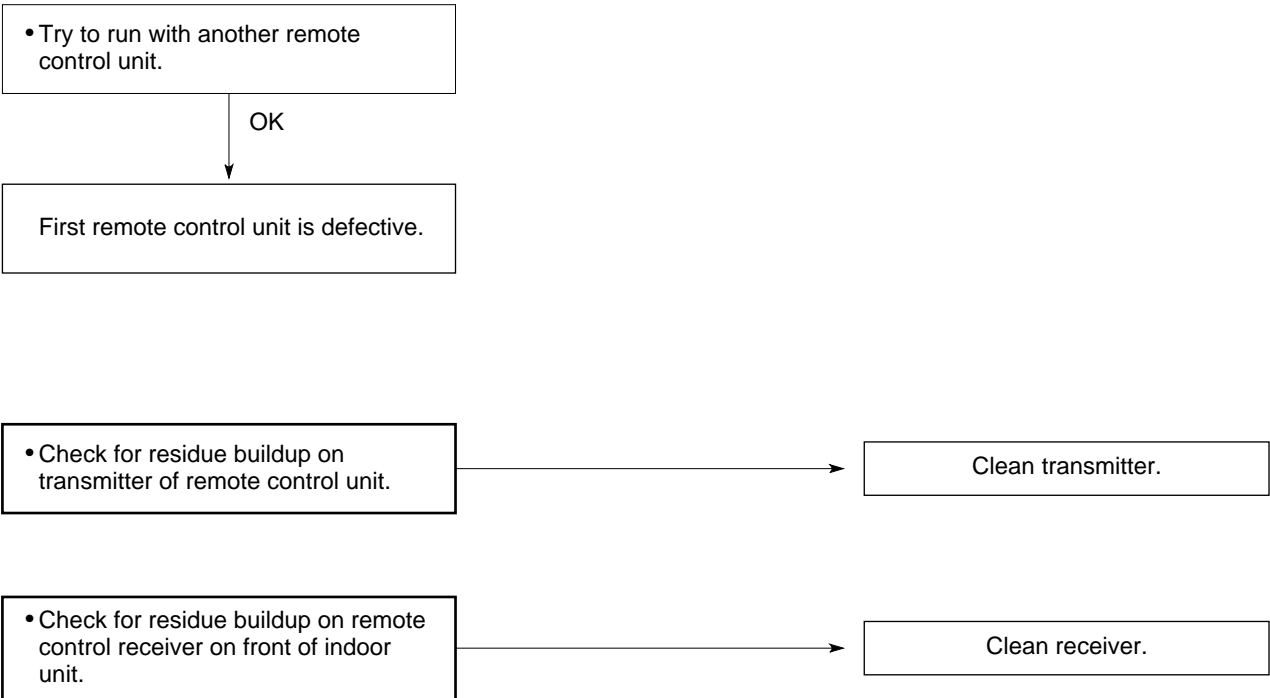 • Try to run with another remote
control unit.
OK
First remote control unit is defective.
• Check for residue buildup on
transmitter of remote control unit.
Clean transmitter.
• Check for residue buildup on remote
control receiver on front of indoor
unit.
Clean receiver.